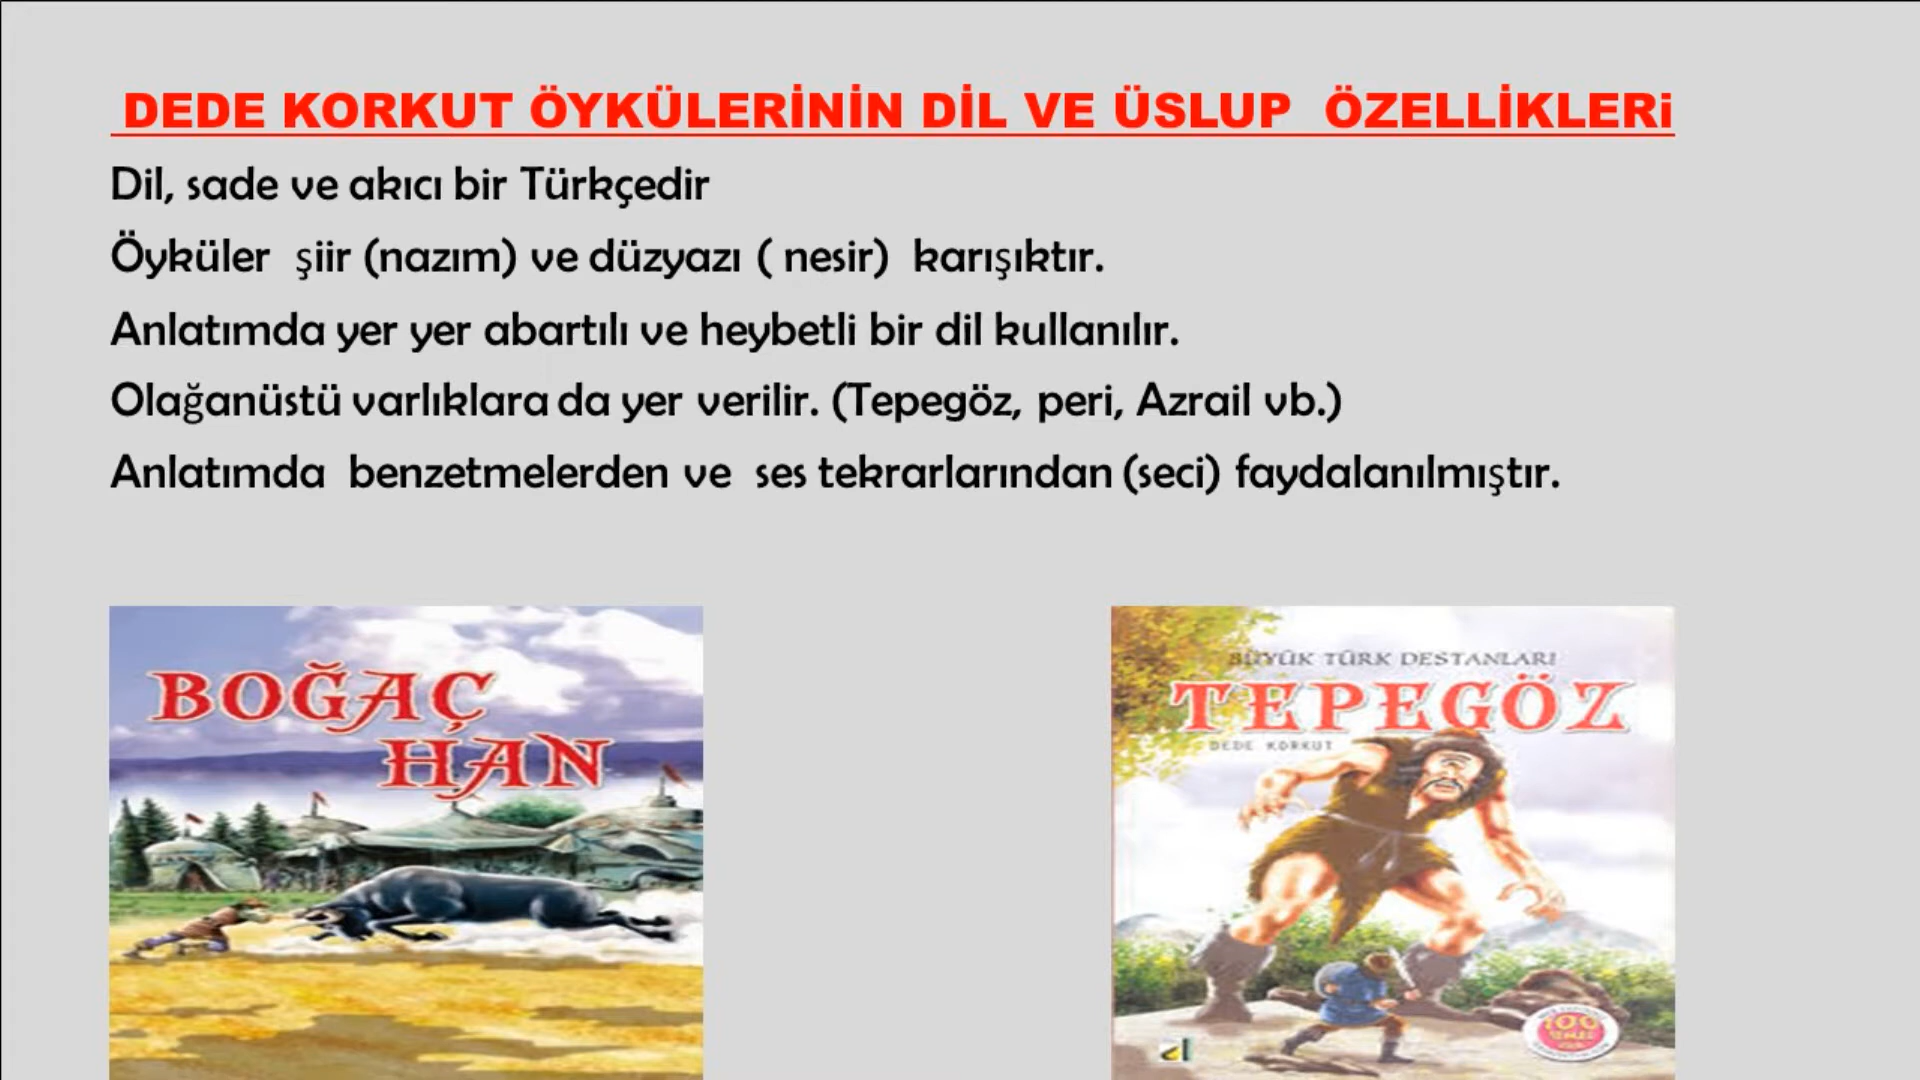 DEDE KORKUT ÖYKÜLERİNİN DİL VE ÜSLUP ÖZELLİKLERi
Dil, sade ve akıcı bir Türkçedir
Öyküler şiir (nazım) ve düzyazı ( nesir) karışıktır.
Anlatımda yer yer abartılı ve heybetli bir dil kullanılır.
Olağanüstü varlıklara da yer verilir. (Tepegöz, peri, Azrail vb.)
Anlatımda benzetmelerden ve ses tekrarlarından (seci) faydalanılmıştır.
BOĞAÇ
HAN
BÜYÜK TÜRK DESTANLARI
TEPEGÖZ
DEDE KORKUT
100
TEMEL